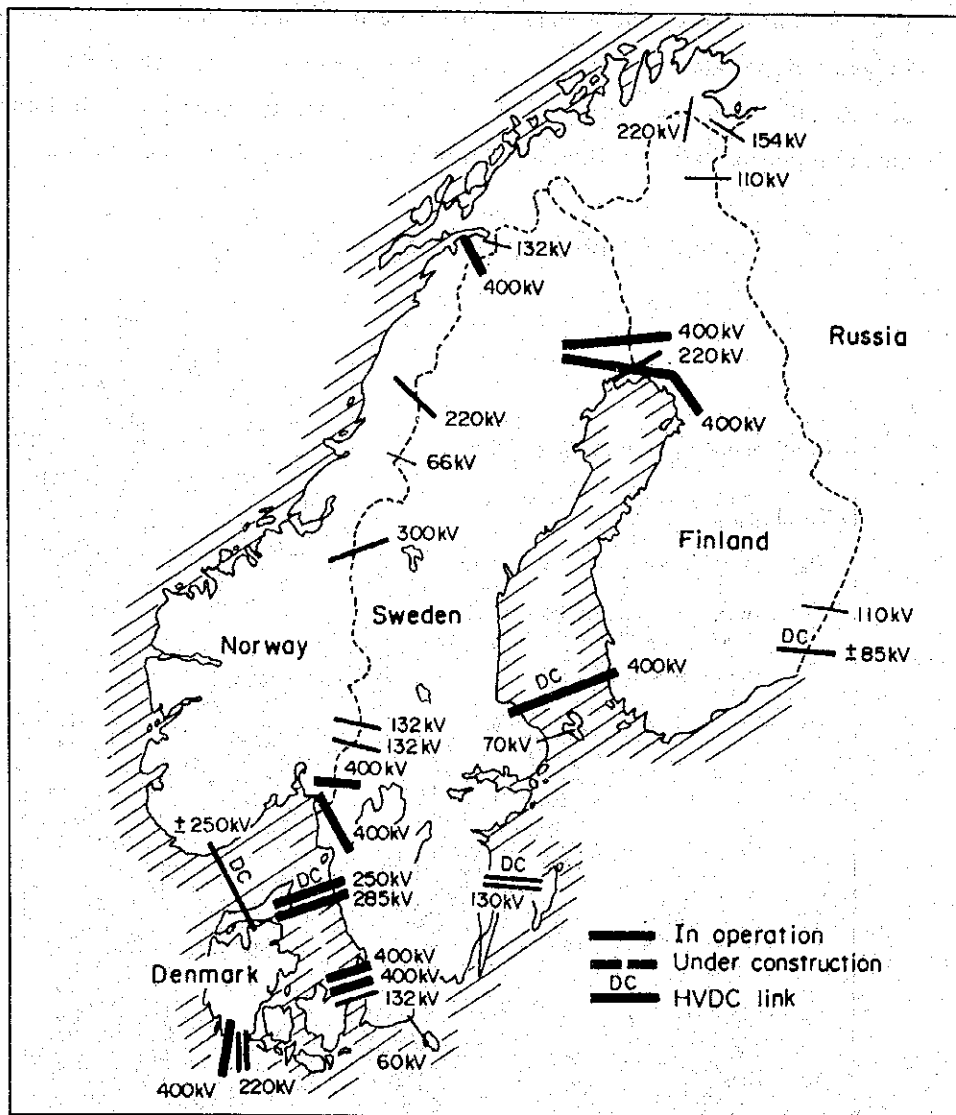 220kV
154kV
110kV
132kV
400kV
400kV
220kV
Russia
400kV
220kV
66kV
300kV
Finland
Sweden
110kV
Norway
DC
±85kV
DC
400kV
132kV
70kV
132kV
400kV
±250kV
400kV
DC
DC
250kV
285kV
DC
130kV
In operation
400kV
Denmark
400kV
Under construction
132kV
DC
HVDC link
60kV
400kV
220kV